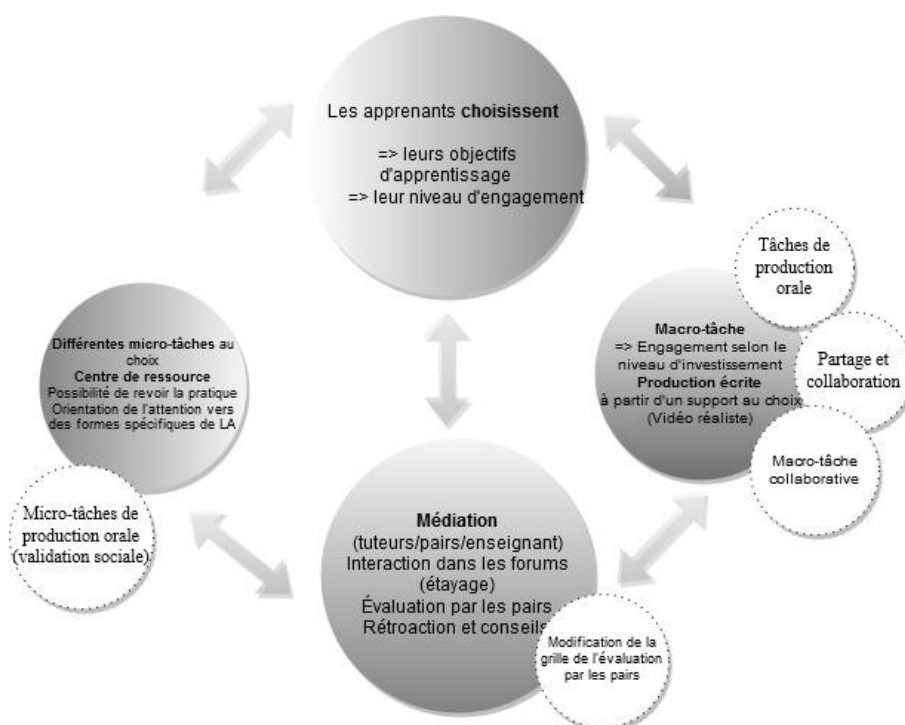 Les apprenants choisissent
=> leurs objectifs
d'apprentissage
=> leur niveau d'engagement
Différentes micro-tâches au
choix
Centre de ressource
Possibilité de revoir la pratique
Orientation de l'attention vers
des formes spécifiques de LA
Micro-tâches de
production orale
(validation sociale)
Tâches de
production
orale
Macro-tâche
=> Engagement selon le
niveau d'investissement
Production écrite
à partir d'un support au choix
(Vidéo réaliste)
Partage et
collaboration
Macro-tâche
collaborative
Médiation
(tuteurs/pairs/enseignant)
Interaction dans les forums
(étayage)
Évaluation par les pairs
Rétroaction et conseils
Modification de la
grille de l'évaluation
par les pairs